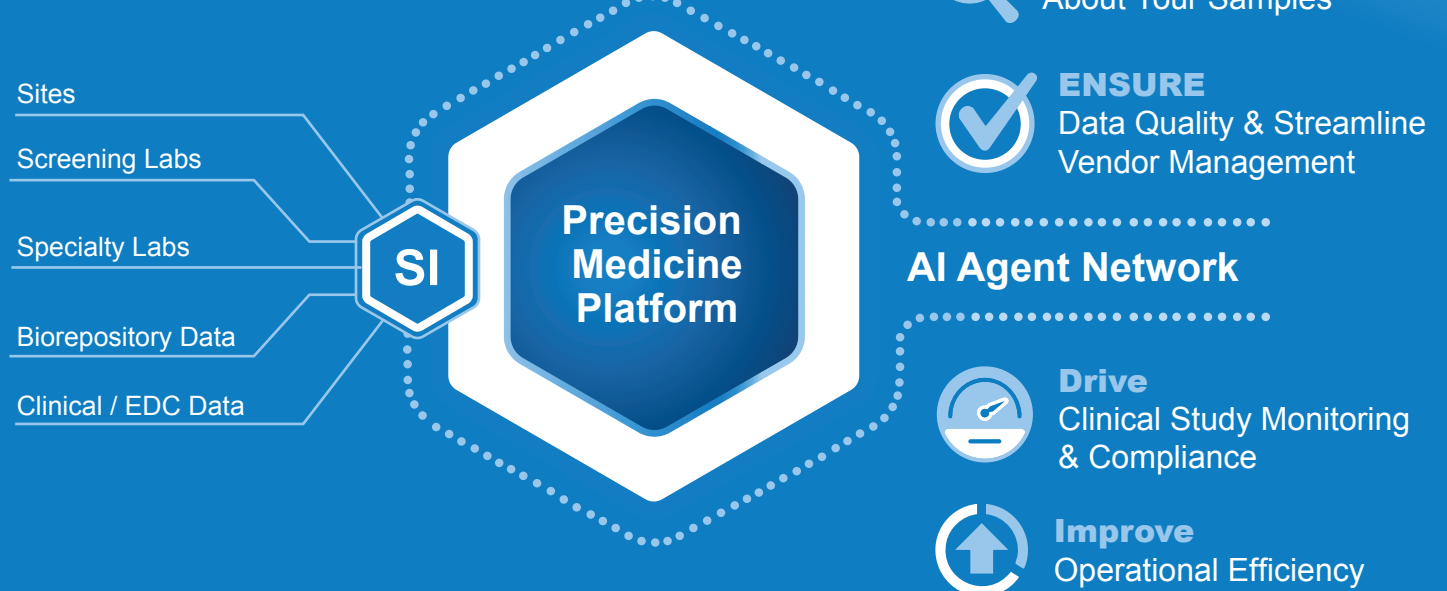 Sites
Screening Labs
Specialty Labs
Biorepository Data
Clinical / EDC Data
SI
Precision
Medicine
Platform
About Your Samples
ENSURE
Data Quality & Streamline
Vendor Management
AI Agent Network
Drive
Clinical Study Monitoring
& Compliance
Improve
Operational Efficiency